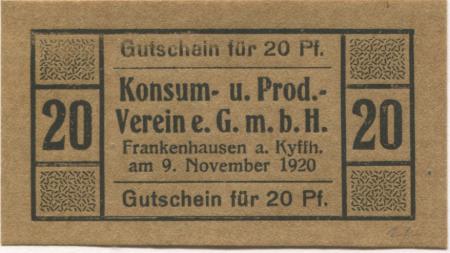 Gutschein für 20 Pf.
20
Konsum- u. Prod.-
Verein e. G. m. b. H.
Frankenhausen a. Kyffh.
am 9. November 1920
20
Gutschein für 20 Pf.